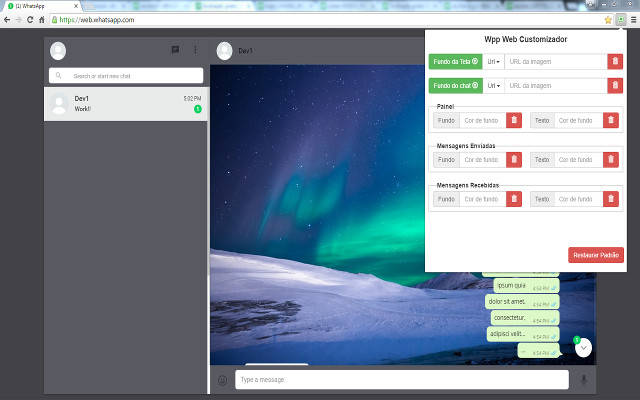 (1) WhatsApp
https://web.whatsapp.com
Wpp Web Customizador
Fundo da Tela
Url
URL da imagem
Fundo do chat
Url
URL da imagem
Painel
Fundo
Cor de fundo
Texto
Cor de fundo
Mensagens Enviadas
Fundo
Cor de fundo
Texto
Cor de fundo
Mensagens Recebidas
Fundo
Cor de fundo
Texto
Cor de fundo
Restaurar Padrão
Search or start new chat
Dev1
5:02 PM
Work!!
1
Dev1
4:54 PM
ipsum quia
4:54 PM
dolor sit amet,
4:54 PM
consectetur,
4:54 PM
adipisci velit...
4:54 PM
...
4:54 PM
1
Type a message